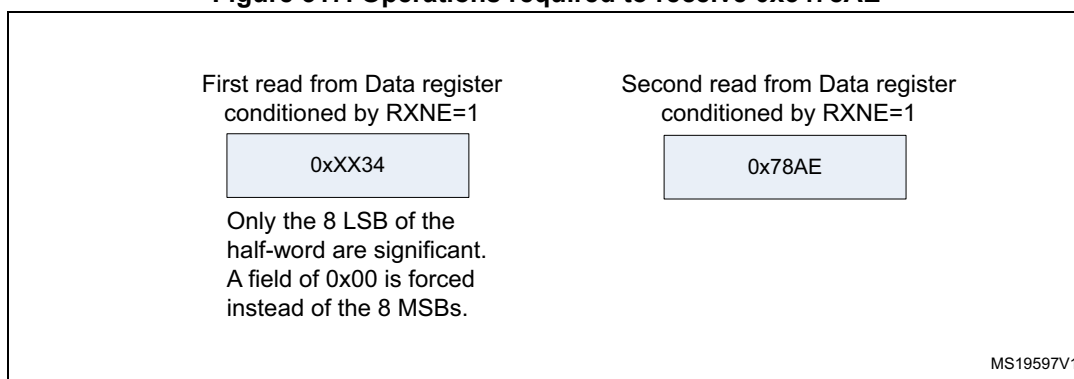 First read from Data register
conditioned by RXNE=1
0xXX34
Only the 8 LSB of the
half-word are significant.
A field of 0x00 is forced
instead of the 8 MSBs.
Second read from Data register
conditioned by RXNE=1
0x78AE
MS19597V1